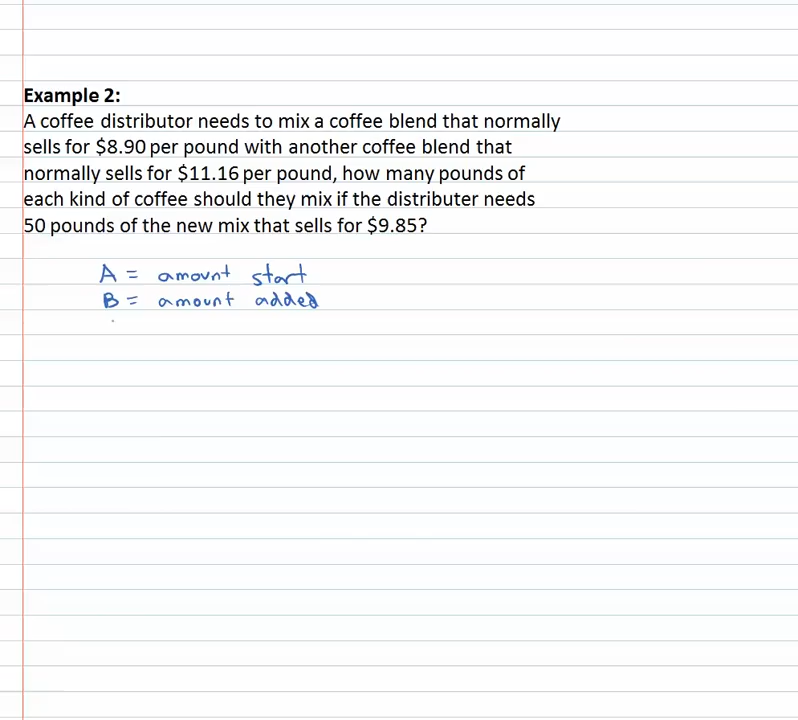 Example 2:
A coffee distributor needs to mix a coffee blend that normally
sells for $8.90 per pound with another coffee blend that
normally sells for $11.16 per pound, how many pounds of
each kind of coffee should they mix if the distributer needs
50 pounds of the new mix that sells for $9.85?
A = amount start
B = amount added